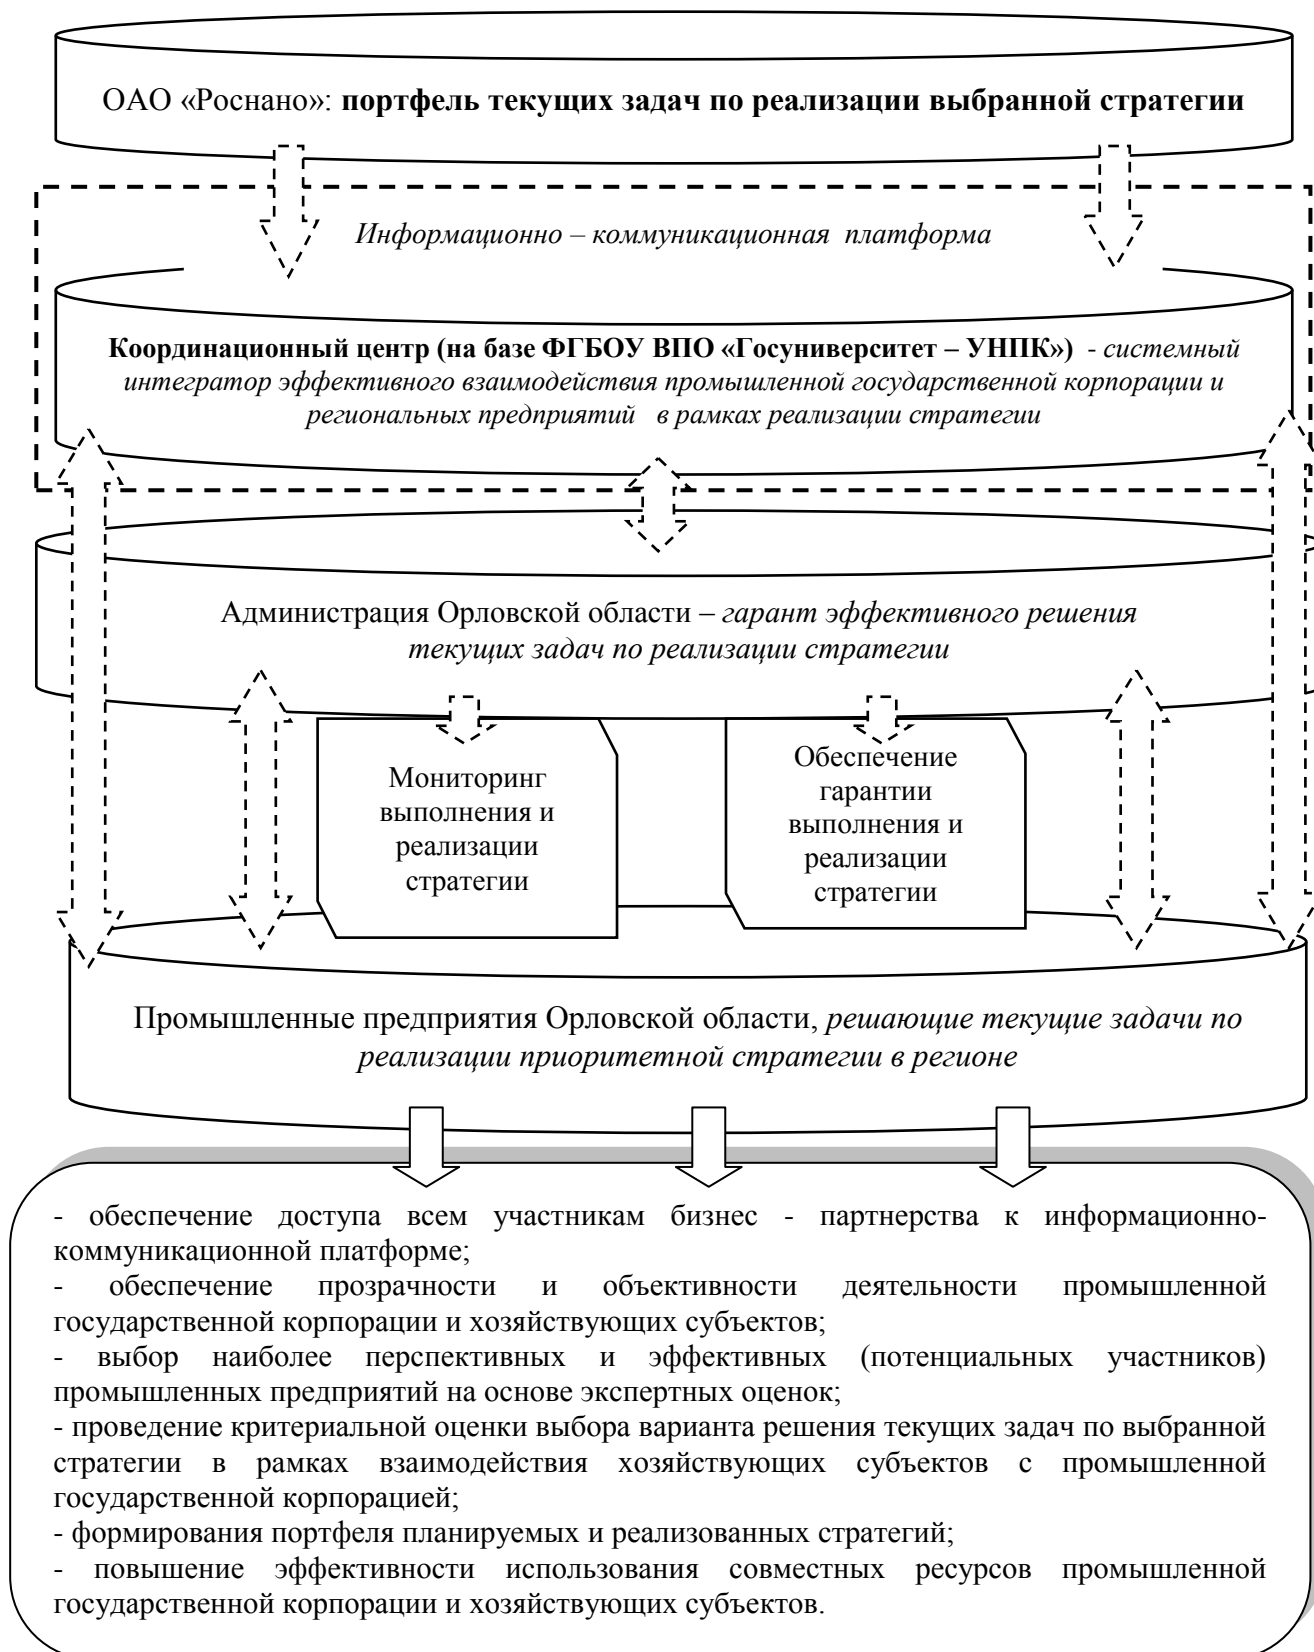 ОАО «Роснано»: портфель текущих задач по реализации выбранной стратегии
Информационно – коммуникационная платформа
Координационный центр (на базе ФГБОУ ВПО «Госуниверситет – УНПК») - системный
интегратор эффективного взаимодействия промышленной государственной корпорации и
региональных предприятий в рамках реализации стратегии
Администрация Орловской области – гарант эффективного решения
текущих задач по реализации стратегии
Мониторинг
выполнения и
реализации
стратегии
Обеспечение
гарантии
выполнения и
реализации
стратегии
Промышленные предприятия Орловской области, решающие текущие задачи по
реализации приоритетной стратегии в регионе
- обеспечение доступа всем участникам бизнес - партнерства к информационно-
коммуникационной платформе;
- обеспечение прозрачности и объективности деятельности промышленной
государственной корпорации и хозяйствующих субъектов;
- выбор наиболее перспективных и эффективных (потенциальных участников)
промышленных предприятий на основе экспертных оценок;
- проведение критериальной оценки выбора варианта решения текущих задач по выбранной
стратегии в рамках взаимодействия хозяйствующих субъектов с промышленной
государственной корпорацией;
- формирования портфеля планируемых и реализованных стратегий;
- повышение эффективности использования совместных ресурсов промышленной
государственной корпорации и хозяйствующих субъектов.